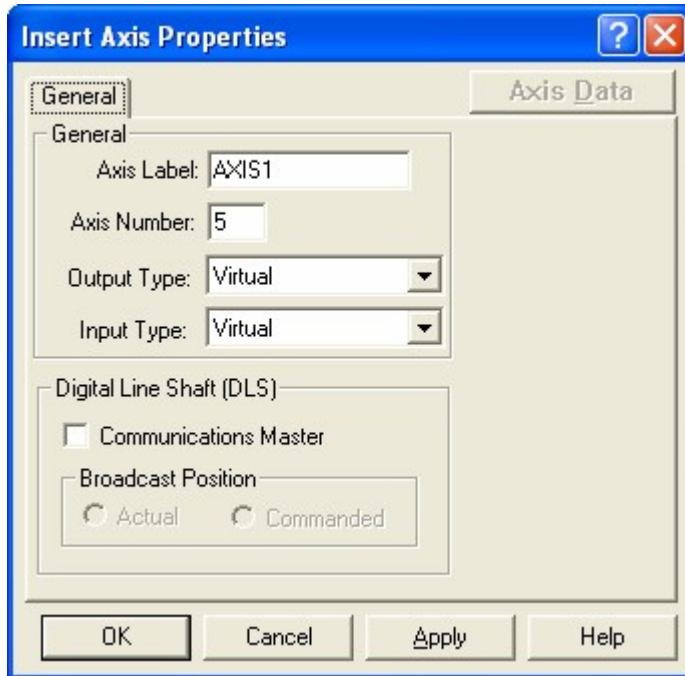 Insert Axis Properties
General
Axis Data
General
Axis Label: AXIS1
Axis Number: 5
Output Type: Virtual
Input Type: Virtual
Digital Line Shaft (DLS)
Communications Master
Broadcast Position
Actual Commanded
OK Cancel Apply Help